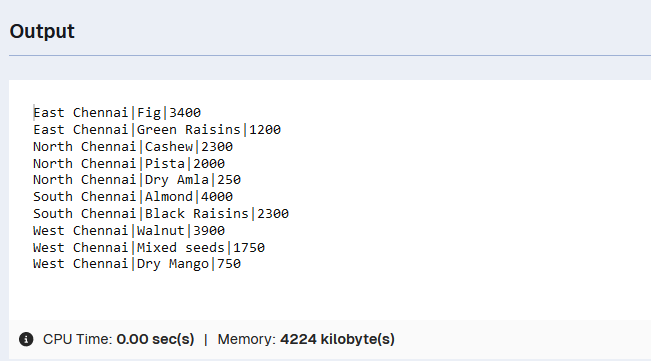 Output
East Chennai|Fig|3400
East Chennai|Green Raisins|1200
North Chennai|Cashew|2300
North Chennai|Pista|2000
North Chennai|Dry Amla|250
South Chennai|Almond|4000
South Chennai|Black Raisins|2300
West Chennai|Walnut|3900
West Chennai|Mixed seeds|1750
West Chennai|Dry Mango|750
CPU Time: 0.00 sec(s) | Memory: 4224 kilobyte(s)